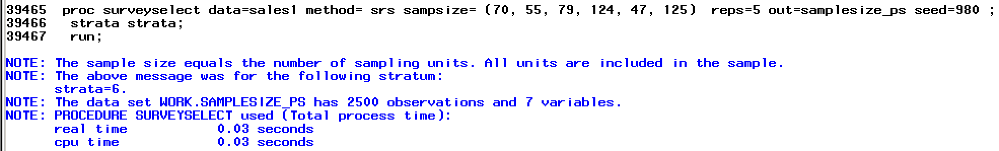 39465  proc surveyselect data=sales1 method= srs sampsize= (70, 55, 79, 124, 47, 125)  reps=5 out=samplesize_ps seed=980 ;
39466   strata strata;
39467   run;
NOTE: The sample size equals the number of sampling units. All units are included in the sample.
NOTE: The above message was for the following stratum:
      strata=6.
NOTE: The data set WORK.SAMPLESIZE_PS has 2500 observations and 7 variables.
NOTE: PROCEDURE SURVEYSELECT used (Total process time):
      real time           0.03 seconds
      cpu time            0.03 seconds